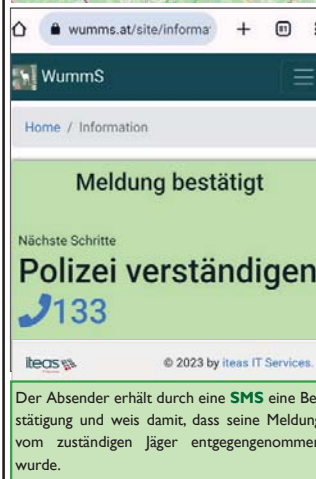 wumms.at/site/informa
81
WummS
Home / Information
Meldung bestätigt
Nächste Schritte
Polizei verständigen
133
iteas
© 2023 by iteas IT Services.
Der Absender erhält durch eine SMS eine Be
stätigung und weis damit, dass seine Meldung
vom zuständigen Jäger entgegengenommen
wurde.